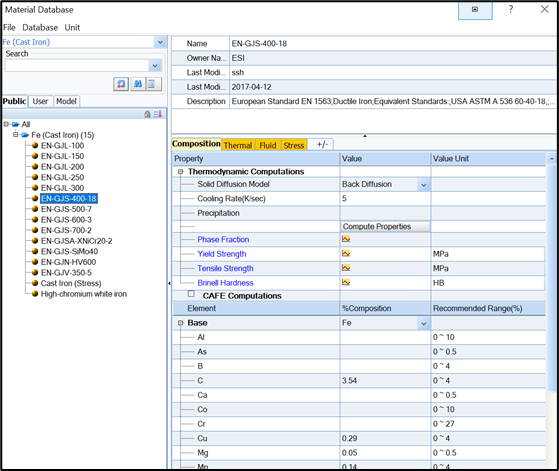 Material Database
?
File Database Unit
Fe (Cast Iron)
Search
Public User Model
All
Fe (Cast Iron) (15)
EN-GJL-100
EN-GJL-150
EN-GJL-200
EN-GJL-250
EN-GJL-300
EN-GJS-400-18
EN-GJS-500-7
EN-GJS-600-3
EN-GJS-700-2
EN-GJSA-XNiCr20-2
EN-GJS-SiMo40
EN-GJN-HV600
EN-GJV-350-5
Cast Iron (Stress)
High-chromium white iron
Name EN-GJS-400-18
Owner Na... ESI
Last Modi... ssh
Last Modi... 2017-04-12
Description European Standard EN 1563;Ductile Iron;Equivalent Standards:;USA ASTM A 536 60-40-18,;...
Composition Thermal Fluid Stress +/-
Property Value Value Unit
Thermodynamic Computations
Solid Diffusion Model Back Diffusion
Cooling Rate(K/sec) 5
Precipitation
Compute Properties
Phase Fraction
Yield Strength MPa
Tensile Strength MPa
Brinell Hardness HB
CAFE Computations
Element %Composition Recommended Range(%)
Base Fe
Al 0 ~ 10
As 0 ~ 0.5
B 0 ~ 4
C 3.54 0 ~ 4
Ca 0 ~ 0.5
Co 0 ~ 10
Cr 0 ~ 27
Cu 0.29 0 ~ 4
Mg 0.05 0 ~ 0.5
Mn 0.14 0 ~ 4